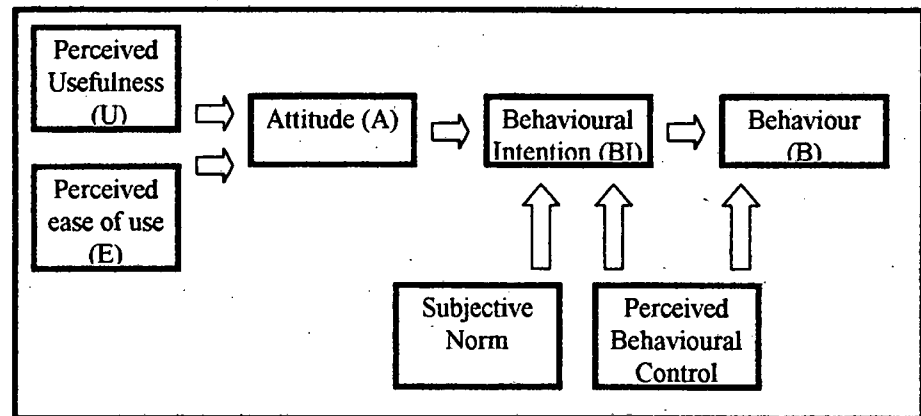 Perceived
Usefulness
(U)
Attitude (A)
Behavioural
Intention (BI)
Behaviour
(B)
Perceived
ease of use
(E)
Subjective
Norm
Perceived
Behavioural
Control